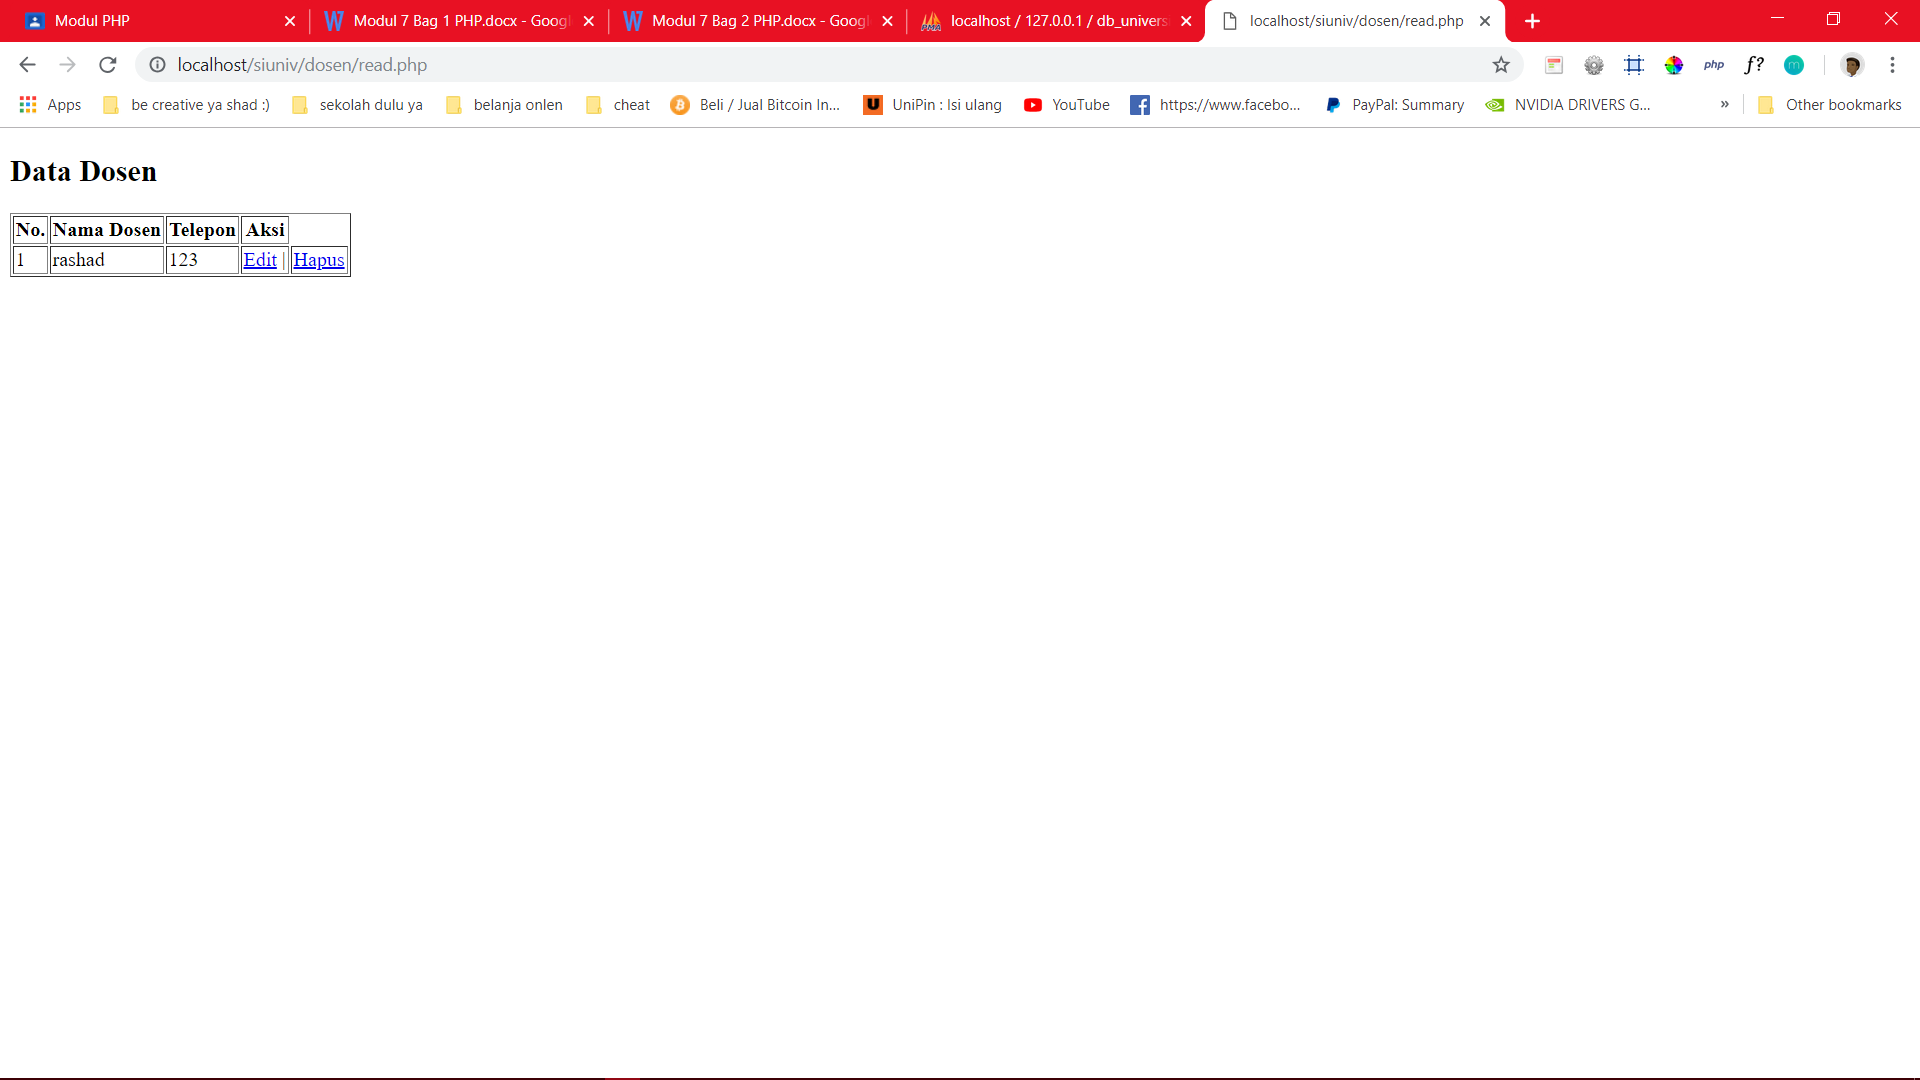 Modul PHP
Modul 7 Bag 1 PHP.docx - Googl
Modul 7 Bag 2 PHP.docx - Googl
localhost / 127.0.0.1 / db_univers
localhost/siuniv/dosen/read.php
localhost/siuniv/dosen/read.php
php
f?
m
Apps
be creative ya shad :)
sekolah dulu ya
belanja onlen
cheat
Beli / Jual Bitcoin In...
UniPin : Isi ulang
YouTube
https://www.facebo...
PayPal: Summary
NVIDIA DRIVERS G...
»
Other bookmarks
Data Dosen
No. Nama Dosen Telepon Aksi
1 rashad 123 Edit | Hapus